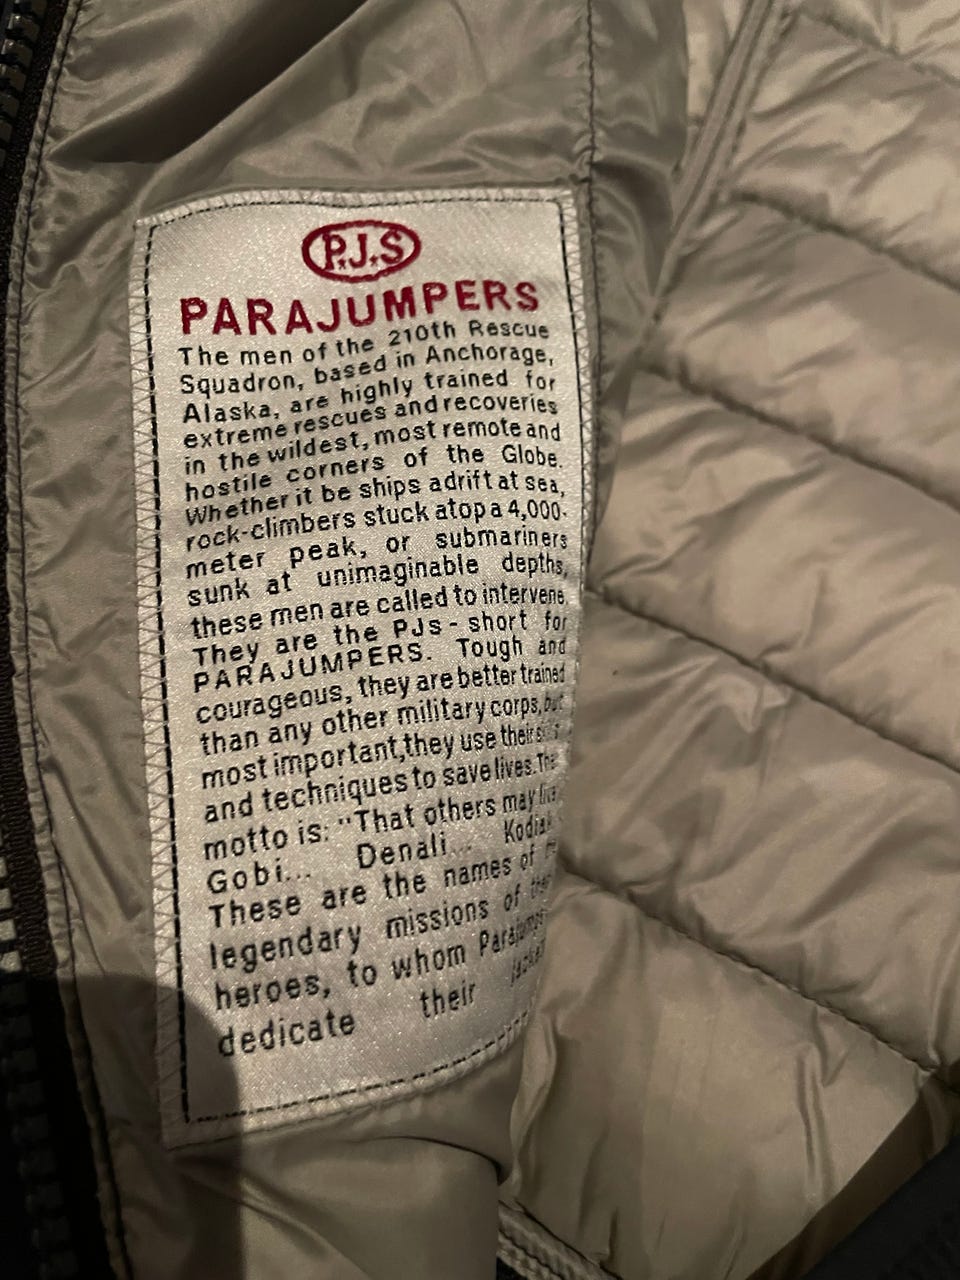 P.J.S
PARAJUMPERS
The men of the 210th Rescue
Squadron, based in Anchorage,
Alaska, are highly trained for
extreme rescues and recoveries
in the wildest, most remote and
hostile corners of the Globe.
Whether it be ships adrift at sea,
rock-climbers stuck atop a 4,000-
meter peak, or submariners
sunk at unimaginable depths,
these men are called to intervene.
They are the PJs - short for
PARAJUMPERS. Tough and
courageous, they are better trained
than any other military corps, but
most important,they use their
and techniques to save lives. The
motto is: "That others may live
Gobi... Denali... Kodiak
These are the names of
legendary missions of
heroes, to whom Parajumpers
dedicate their